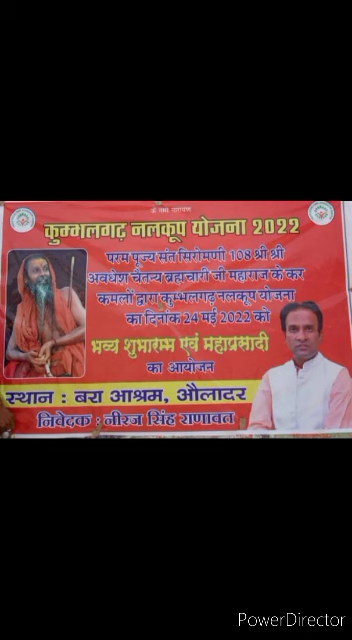 कुम्भलगढ़ नलकूप योजना 2022
परम पूज्य संत सिरोमणी 108 श्री श्री
अवधेश चैतन्य ब्रह्मचारी जी महाराज के कर
कमलों द्वारा कुम्भलगढ़ नलकूप योजना
का दिनांक 24 मई 2022 को
भव्य शुभारम्भ एवं महाप्रसादी
का आयोजन
स्थान : बरा आश्रम, औलादर
निवेदक : नीरज सिंह राणावत
PowerDirector